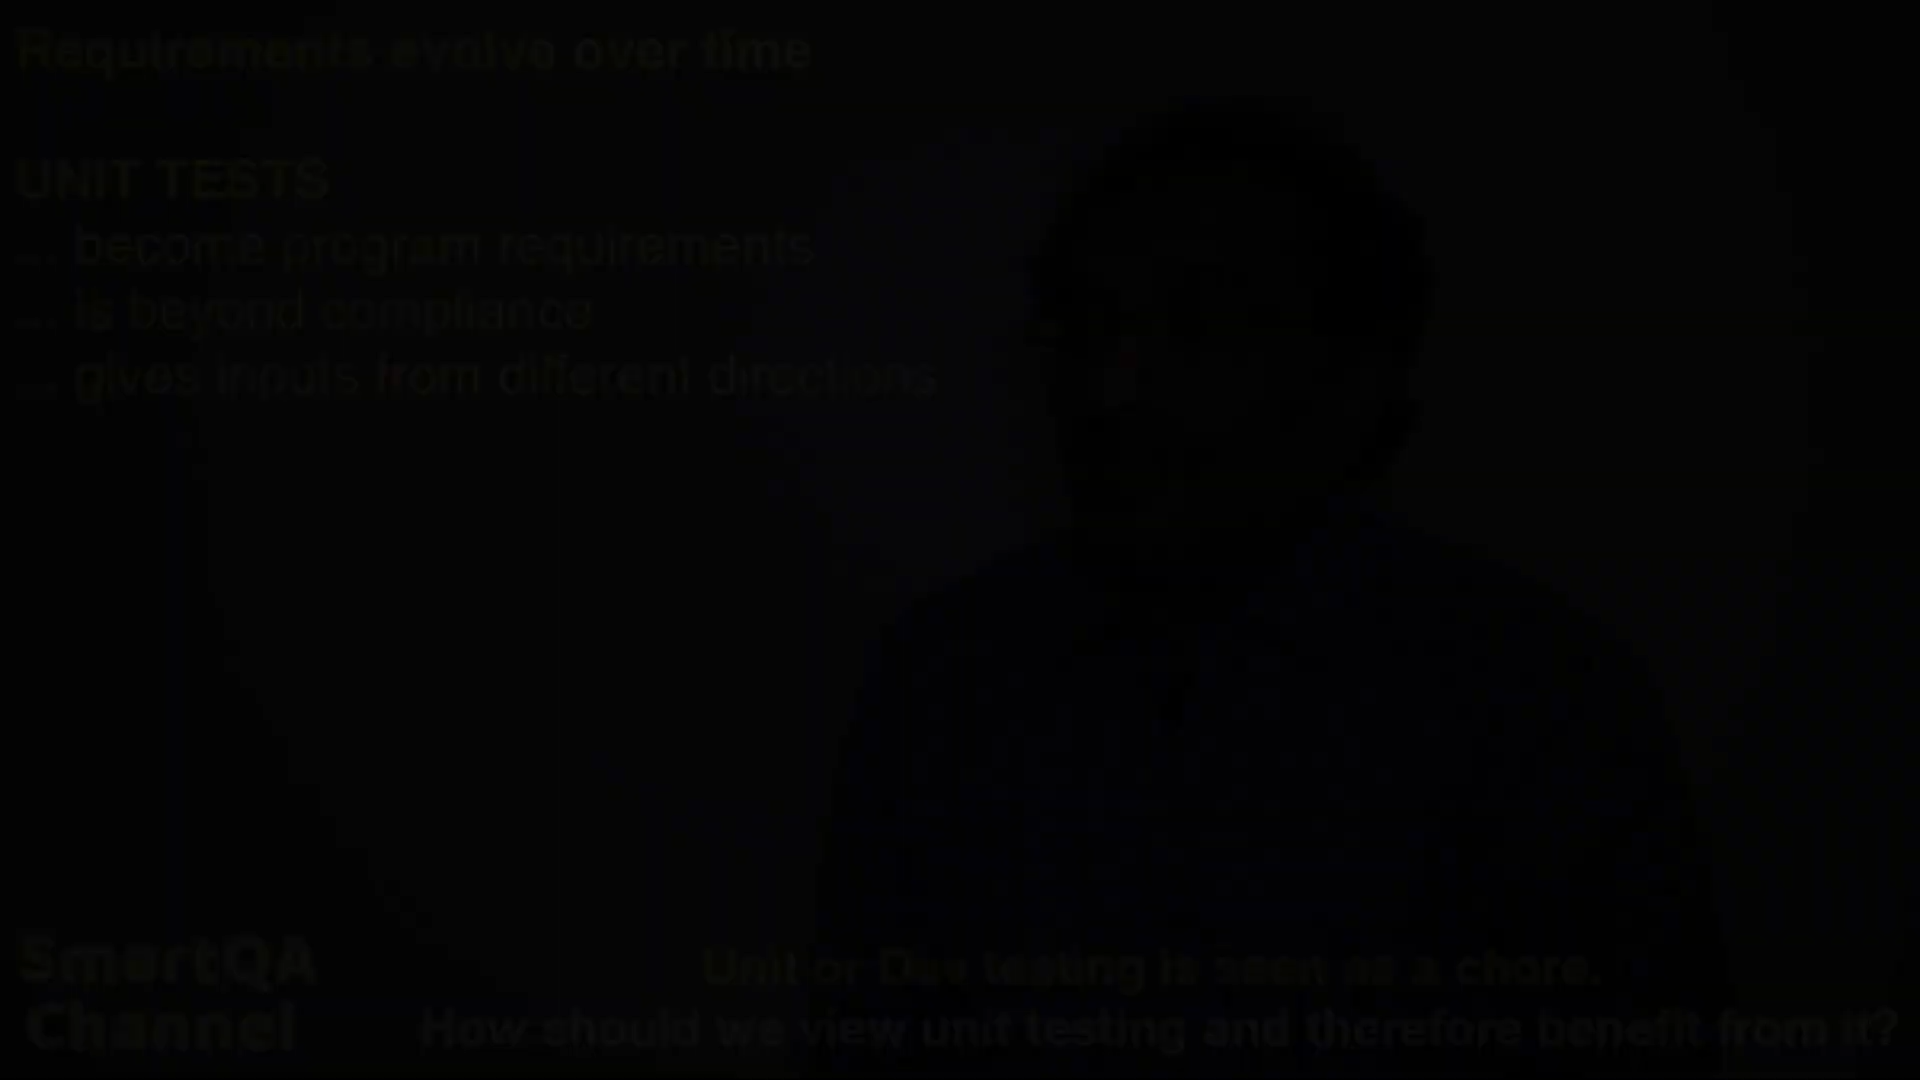 Requirements evolve over time
UNIT TESTS
... become program requirements
... is beyond compliance
... gives inputs from different directions
SmartQA
Channel
Unit or Dev testing is seen as a chore.
How should we view unit testing and therefore benefit from it?